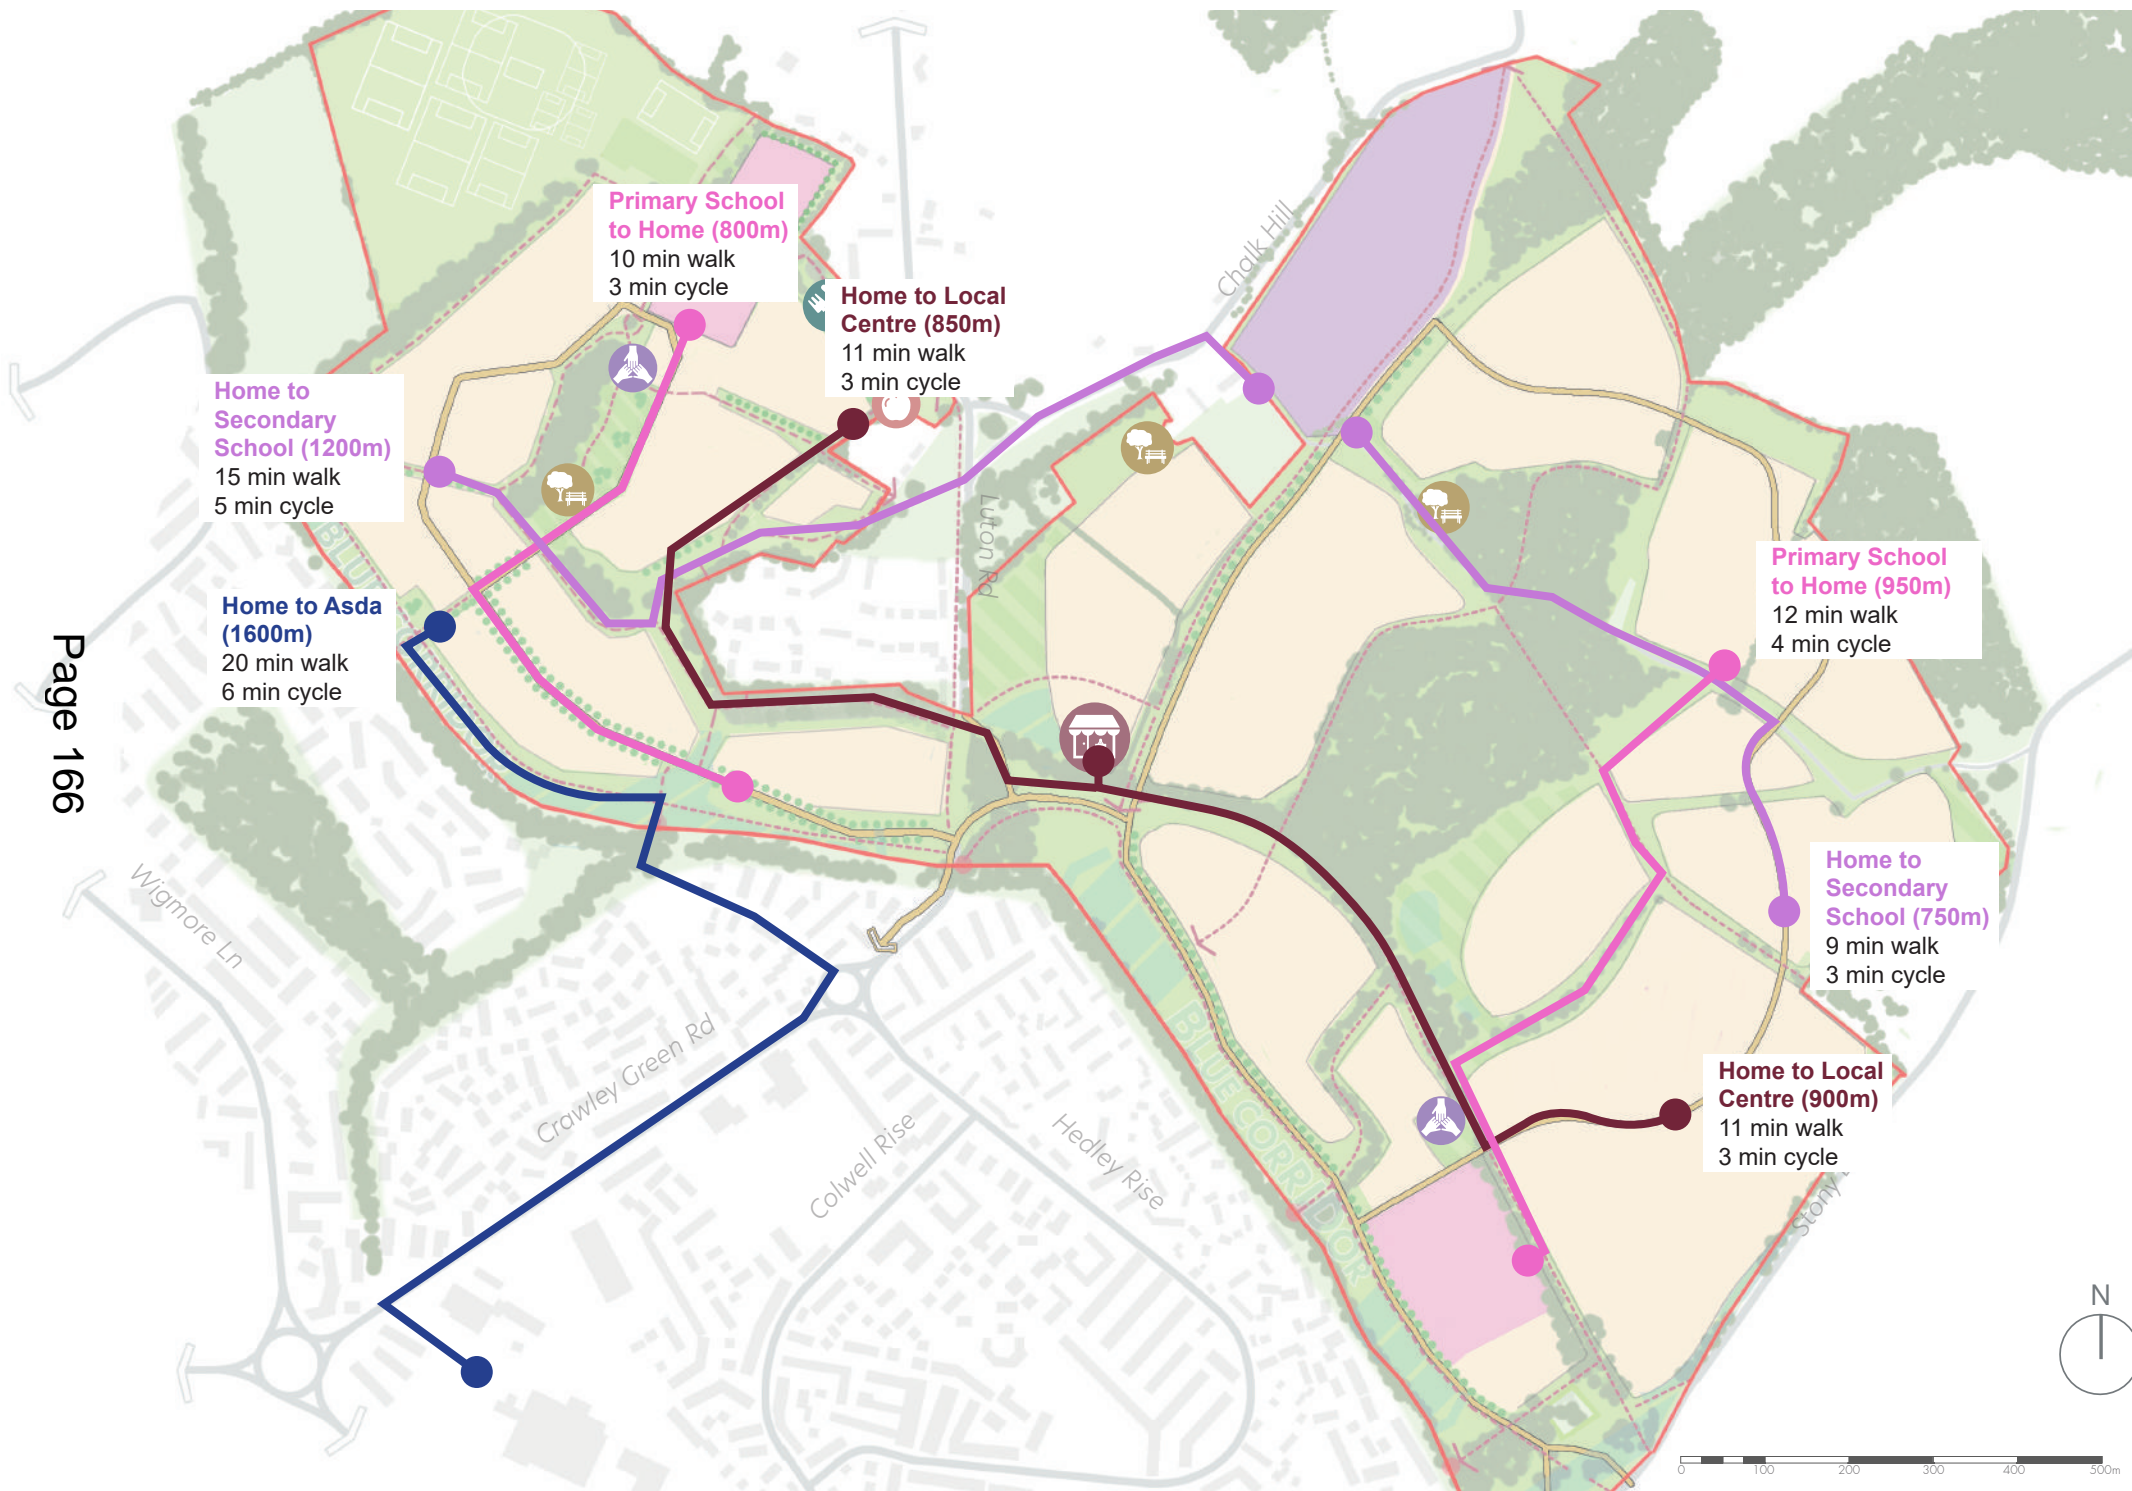 Primary School
to Home (800m)
10 min walk
3 min cycle
Home to Local
Centre (850m)
11 min walk
3 min cycle
Chalk Hill
Home to
Secondary
School (1200m)
15 min walk
5 min cycle
Luton Rd
Primary School
to Home (950m)
12 min walk
4 min cycle
Home to Asda
(1600m)
20 min walk
6 min cycle
Page 166
Home to
Secondary
School (750m)
9 min walk
3 min cycle
Wigmore Ln
Crawley Green Rd
Colwell Rise
Hedley Rise
BLUE CORRIDOR
BLU
Home to Local
Centre (900m)
11 min walk
3 min cycle
Stony
N
0 100 200 300 400 500m